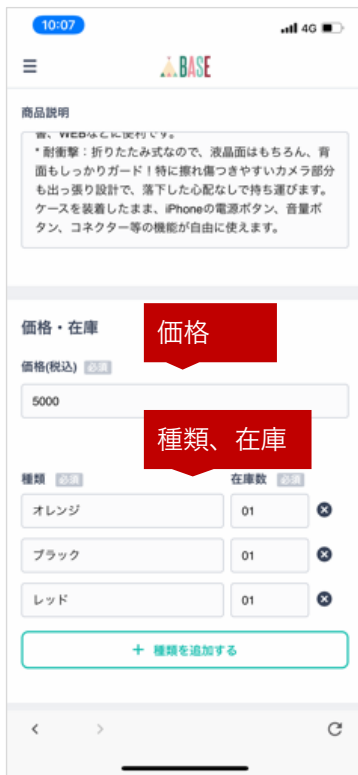 10:07
4G
BASE
商品説明
書、WEBなどに便利です。
* 耐衝撃：折りたたみ式なので、液晶面はもちろん、背
面もしっかりガード！特に擦れ傷つきやすいカメラ部分
も出っ張り設計で、落下した心配なしで持ち運びます。
ケースを装着したまま、iPhoneの電源ボタン、音量ボ
タン、コネクター等の機能が自由に使えます。
価格・在庫
価格
価格(税込) 必須
5000
種類、在庫
種類 必須 在庫数 必須
オレンジ 01
ブラック 01
レッド 01
＋ 種類を追加する